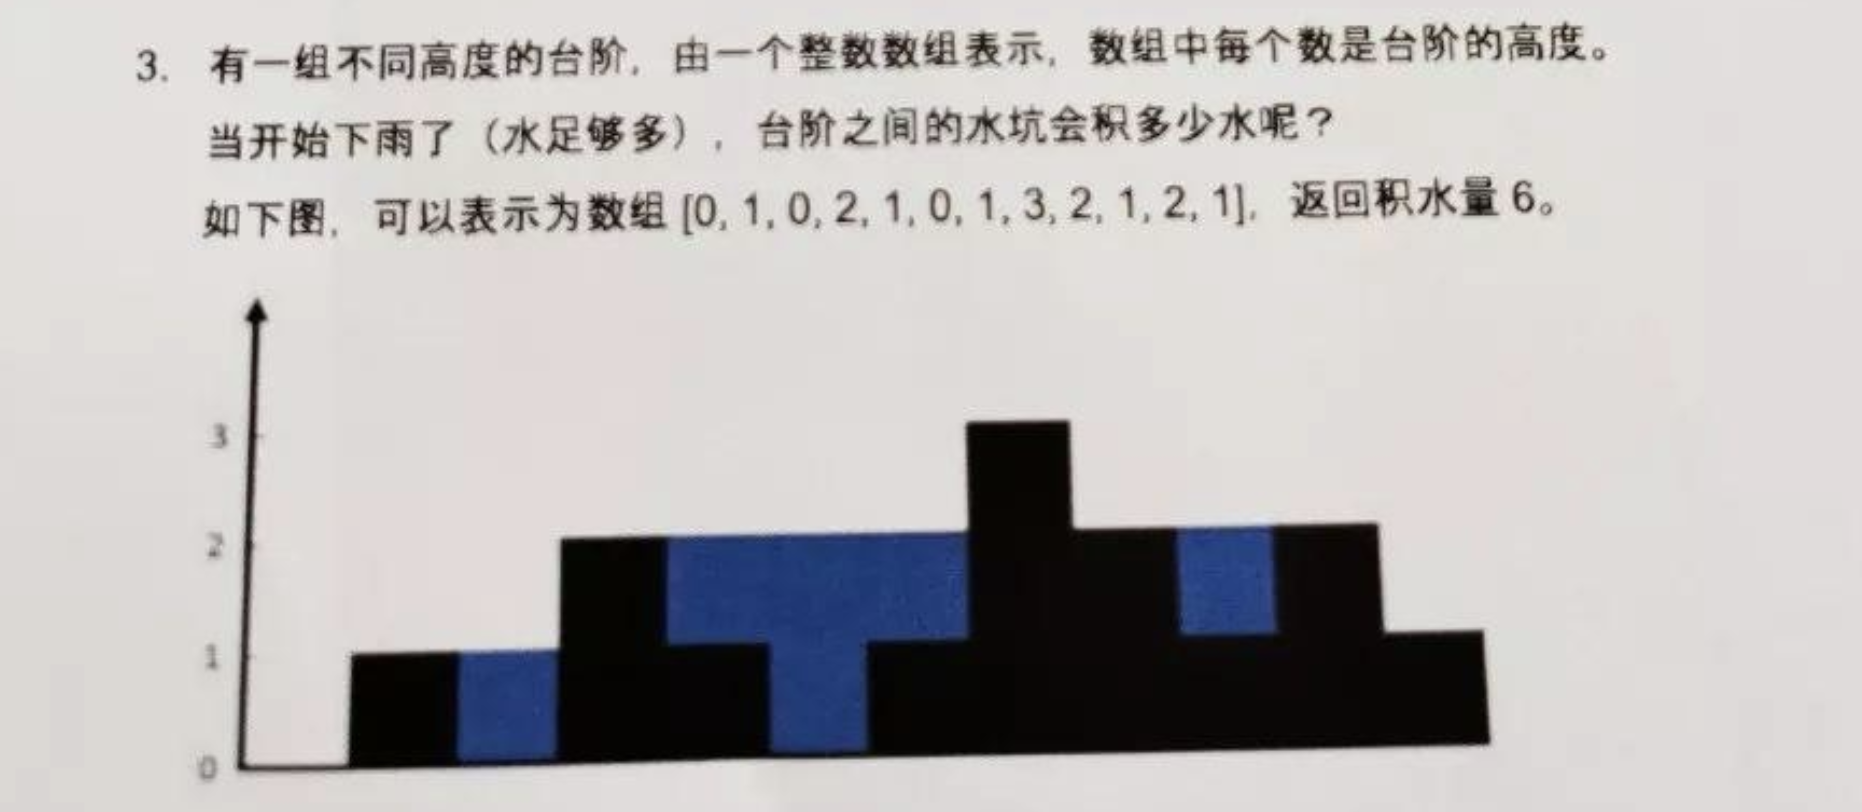 3. 有一组不同高度的台阶，由一个整数数组表示，数组中每个数是台阶的高度。
当开始下雨了（水足够多），台阶之间的水坑会积多少水呢？
如下图，可以表示为数组 [0, 1, 0, 2, 1, 0, 1, 3, 2, 1, 2, 1]，返回积水量 6。
3
2
1
0